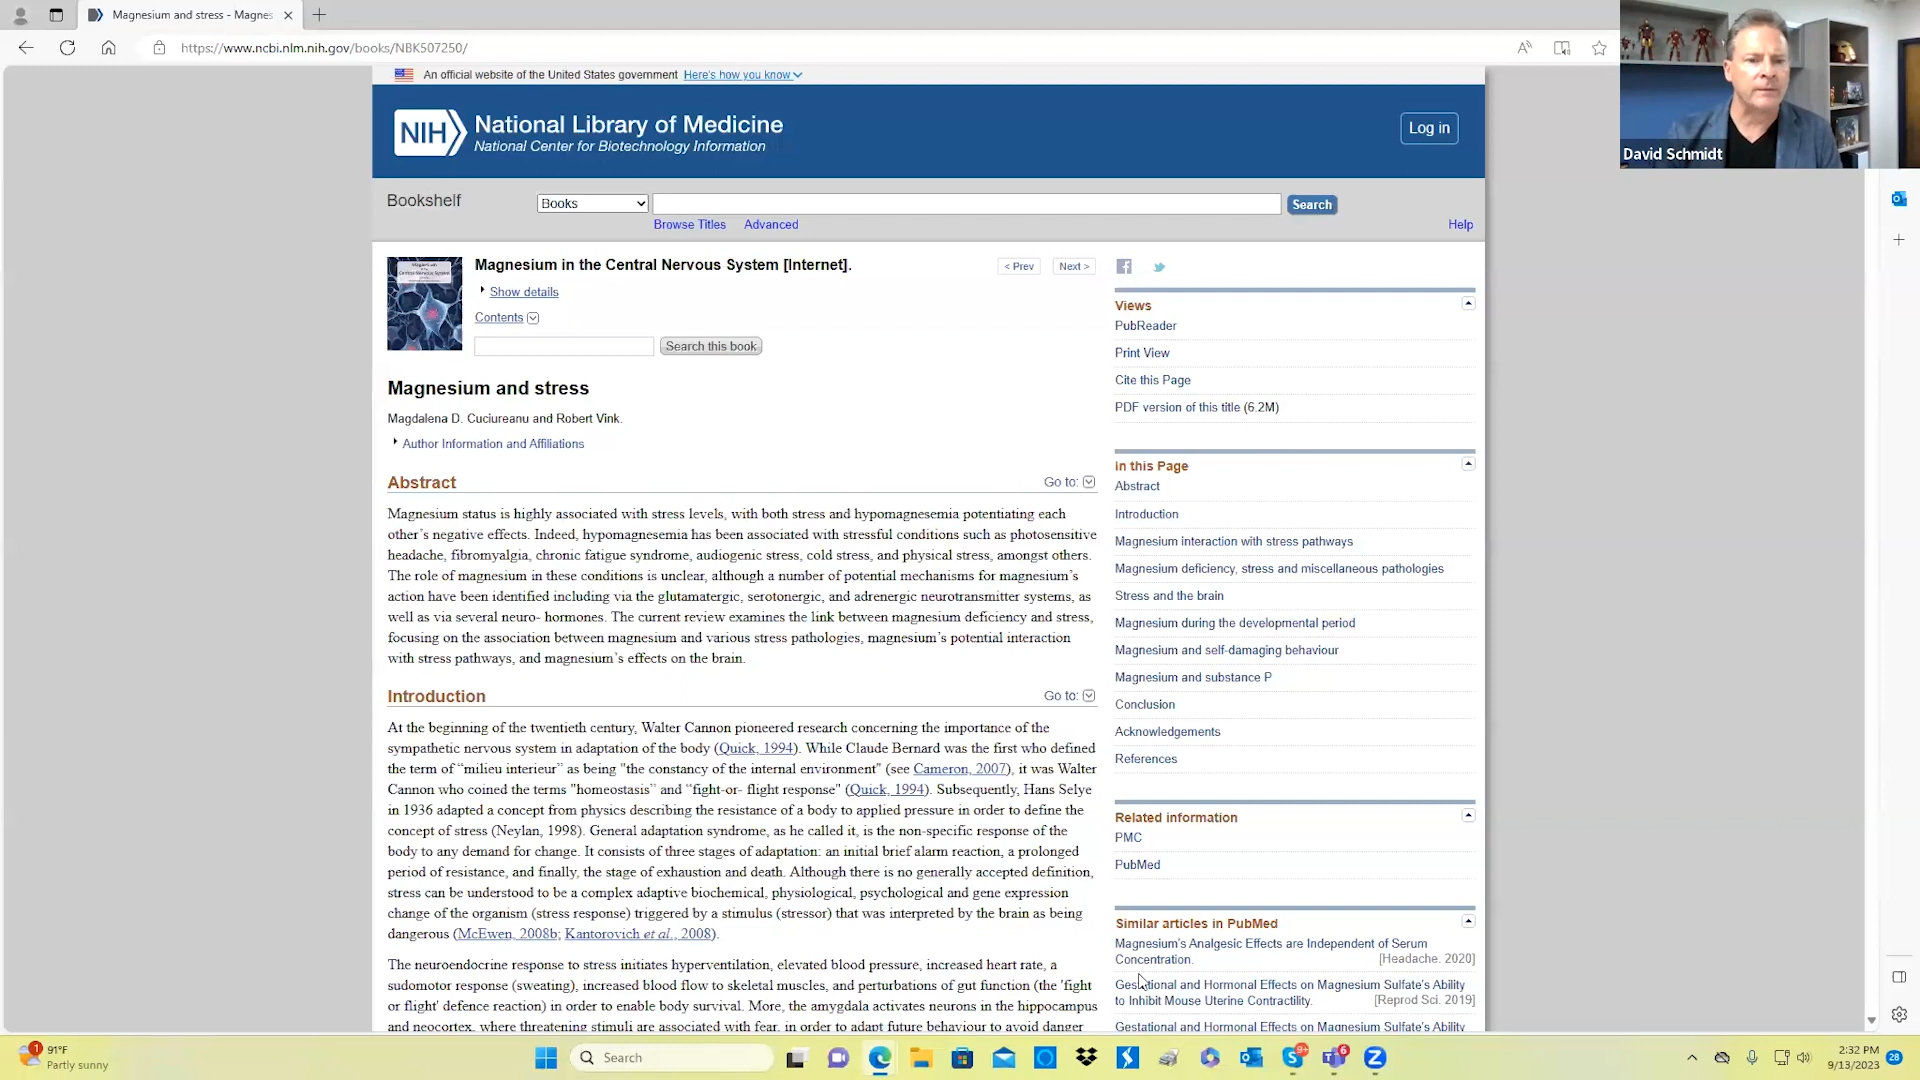 Magnesium and stress - Magnes
https://www.ncbi.nlm.nih.gov/books/NBK507250/
David Schmidt
An official website of the United States government Here's how you know
NIH National Library of Medicine
National Center for Biotechnology Information
Log in
Bookshelf
Books
Search
Browse Titles Advanced
Help
Magnesium in the Central Nervous System [Internet].
< Prev Next >
Show details
Contents
Search this book
Magnesium and stress
Magdalena D. Cuciureanu and Robert Vink.
Author Information and Affiliations
Abstract
Go to:
Magnesium status is highly associated with stress levels, with both stress and hypomagnesemia potentiating each
other's negative effects. Indeed, hypomagnesemia has been associated with stressful conditions such as photosensitive
headache, fibromyalgia, chronic fatigue syndrome, audiogenic stress, cold stress, and physical stress, amongst others.
The role of magnesium in these conditions is unclear, although a number of potential mechanisms for magnesium's
action have been identified including via the glutamatergic, serotonergic, and adrenergic neurotransmitter systems, as
well as via several neuro- hormones. The current review examines the link between magnesium deficiency and stress,
focusing on the association between magnesium and various stress pathologies, magnesium's potential interaction
with stress pathways, and magnesium's effects on the brain.
Introduction
Go to:
At the beginning of the twentieth century, Walter Cannon pioneered research concerning the importance of the
sympathetic nervous system in adaptation of the body (Quick, 1994). While Claude Bernard was the first who defined
the term of “milieu interieur” as being "the constancy of the internal environment" (see Cameron, 2007), it was Walter
Cannon who coined the terms "homeostasis" and “fight-or- flight response" (Quick, 1994). Subsequently, Hans Selye
in 1936 adapted a concept from physics describing the resistance of a body to applied pressure in order to define the
concept of stress (Neylan, 1998). General adaptation syndrome, as he called it, is the non-specific response of the
body to any demand for change. It consists of three stages of adaptation: an initial brief alarm reaction, a prolonged
period of resistance, and finally, the stage of exhaustion and death. Although there is no generally accepted definition,
stress can be understood to be a complex adaptive biochemical, physiological, psychological and gene expression
change of the organism (stress response) triggered by a stimulus (stressor) that was interpreted by the brain as being
dangerous (McEwen, 2008b; Kantorovich et al., 2008).
The neuroendocrine response to stress initiates hyperventilation, elevated blood pressure, increased heart rate, a
sudomotor response (sweating), increased blood flow to skeletal muscles, and perturbations of gut function (the 'fight
or flight' defence reaction) in order to enable body survival. More, the amygdala activates neurons in the hippocampus
and neocortex, where threatening stimuli are associated with fear, in order to adapt future behaviour to avoid danger
Views
PubReader
Print View
Cite this Page
PDF version of this title (6.2M)
In this Page
Abstract
Introduction
Magnesium interaction with stress pathways
Magnesium deficiency, stress and miscellaneous pathologies
Stress and the brain
Magnesium during the developmental period
Magnesium and self-damaging behaviour
Magnesium and substance P
Conclusion
Acknowledgements
References
Related information
PMC
PubMed
Similar articles in PubMed
Magnesium's Analgesic Effects are Independent of Serum
Concentration. [Headache. 2020]
Gestational and Hormonal Effects on Magnesium Sulfate's Ability
to Inhibit Mouse Uterine Contractility. [Reprod Sci. 2019]
Gestational and Hormonal Effects on Magnesium Sulfate's Ability
1
91°F
Partly sunny
Search
9+
6
2:32 PM
9/13/2023
28